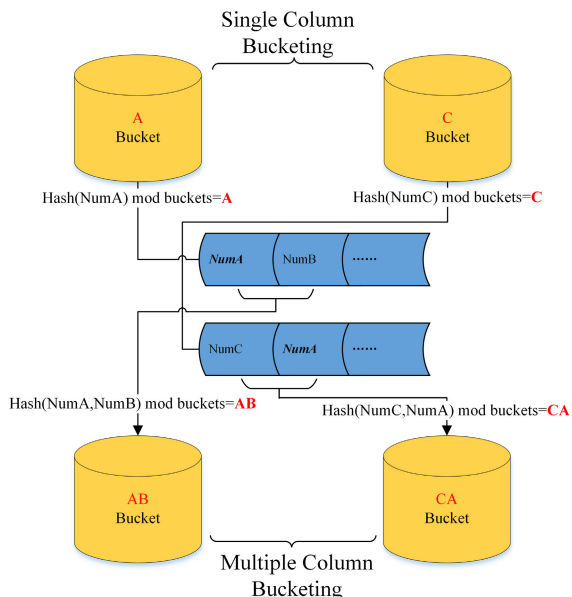 Single Column
Bucketing
A
Bucket
C
Bucket
Hash(NumA) mod buckets=A
Hash(NumC) mod buckets=C
NumA
NumB
······
NumC
NumA
······
Hash(NumA,NumB) mod buckets=AB
Hash(NumC,NumA) mod buckets=CA
AB
Bucket
CA
Bucket
Multiple Column
Bucketing